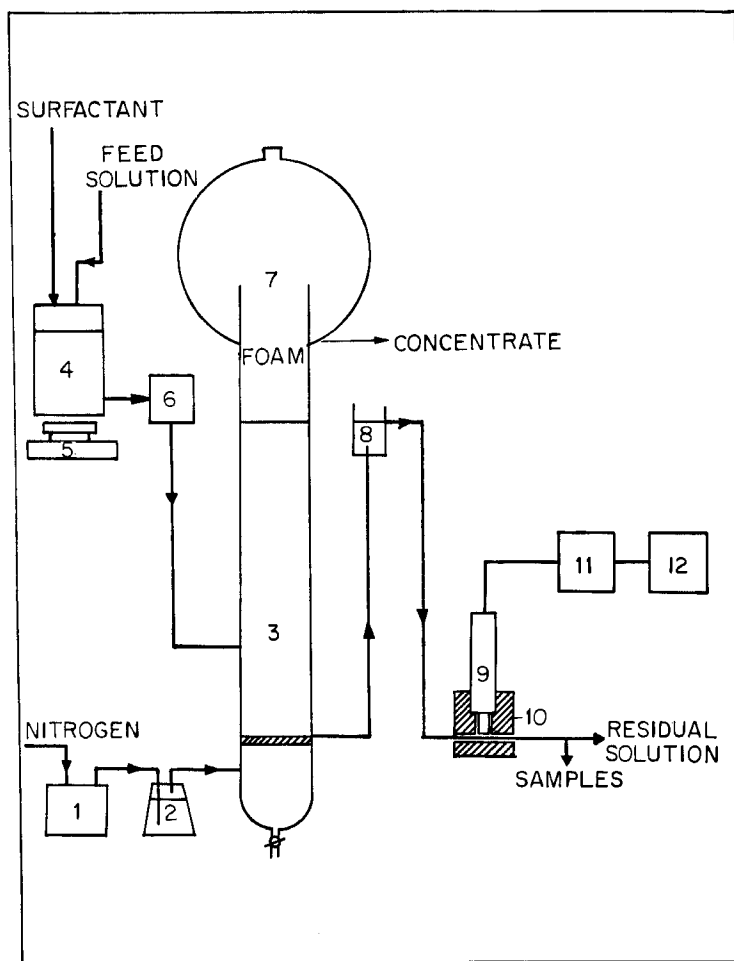 SURFACTANT
FEED
SOLUTION
7
FOAM
CONCENTRATE
4
6
5
8
3
11
12
9
10
NITROGEN
RESIDUAL
SOLUTION
SAMPLES
1
2